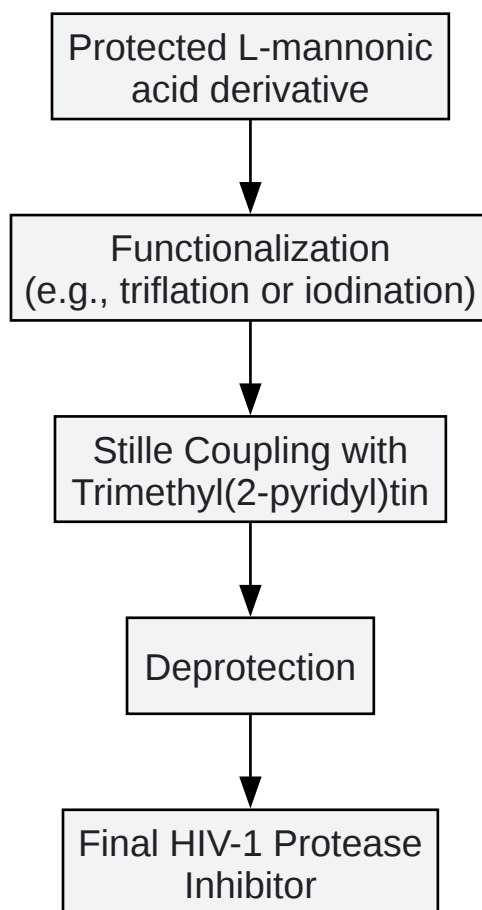 Protected L-mannonic
acid derivative
Functionalization
(e.g., triflation or iodination)
Stille Coupling with
Trimethyl(2-pyridyl)tin
Deprotection
Final HIV-1 Protease
Inhibitor